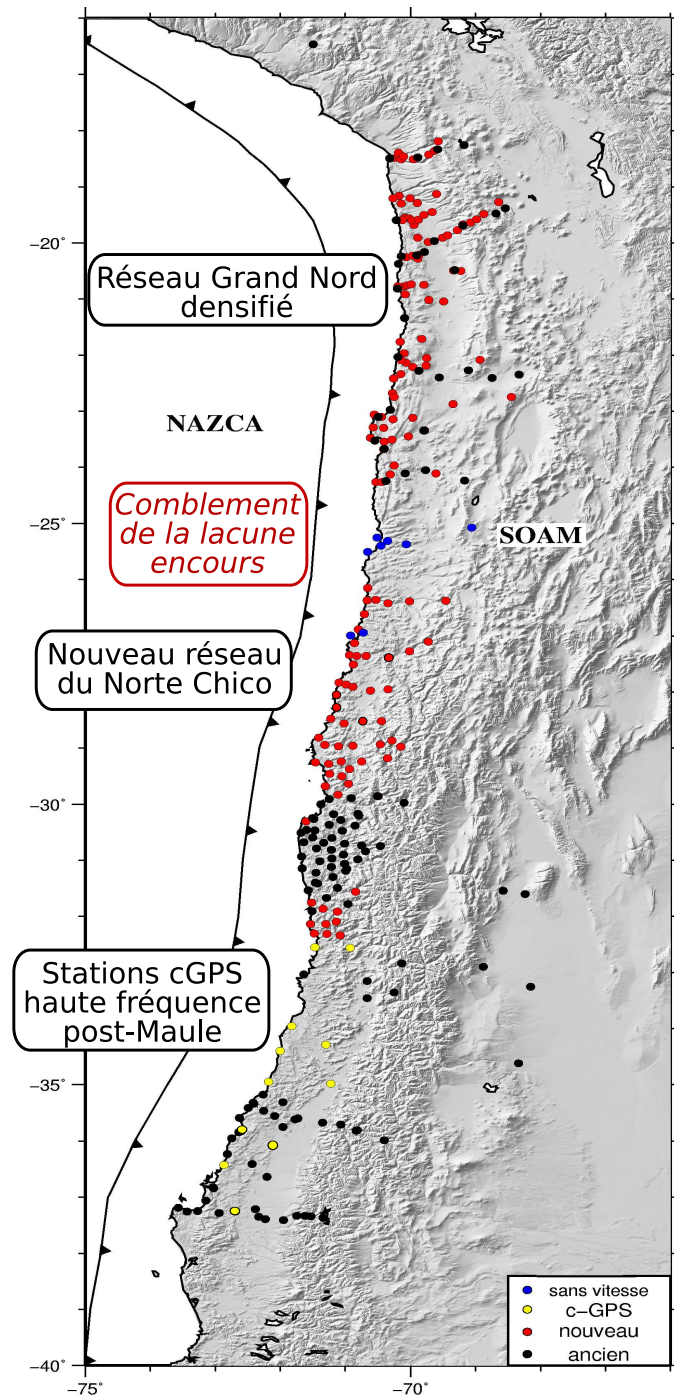 −20°
Réseau Grand Nord
densifié
NAZCA
Comblement
de la lacune
encours
−25°
SOAM
Nouveau réseau
du Norte Chico
−30°
Stations cGPS
haute fréquence
post-Maule
−35°
sans vitesse
c−GPS
nouveau
ancien
−40°
−75°
−70°